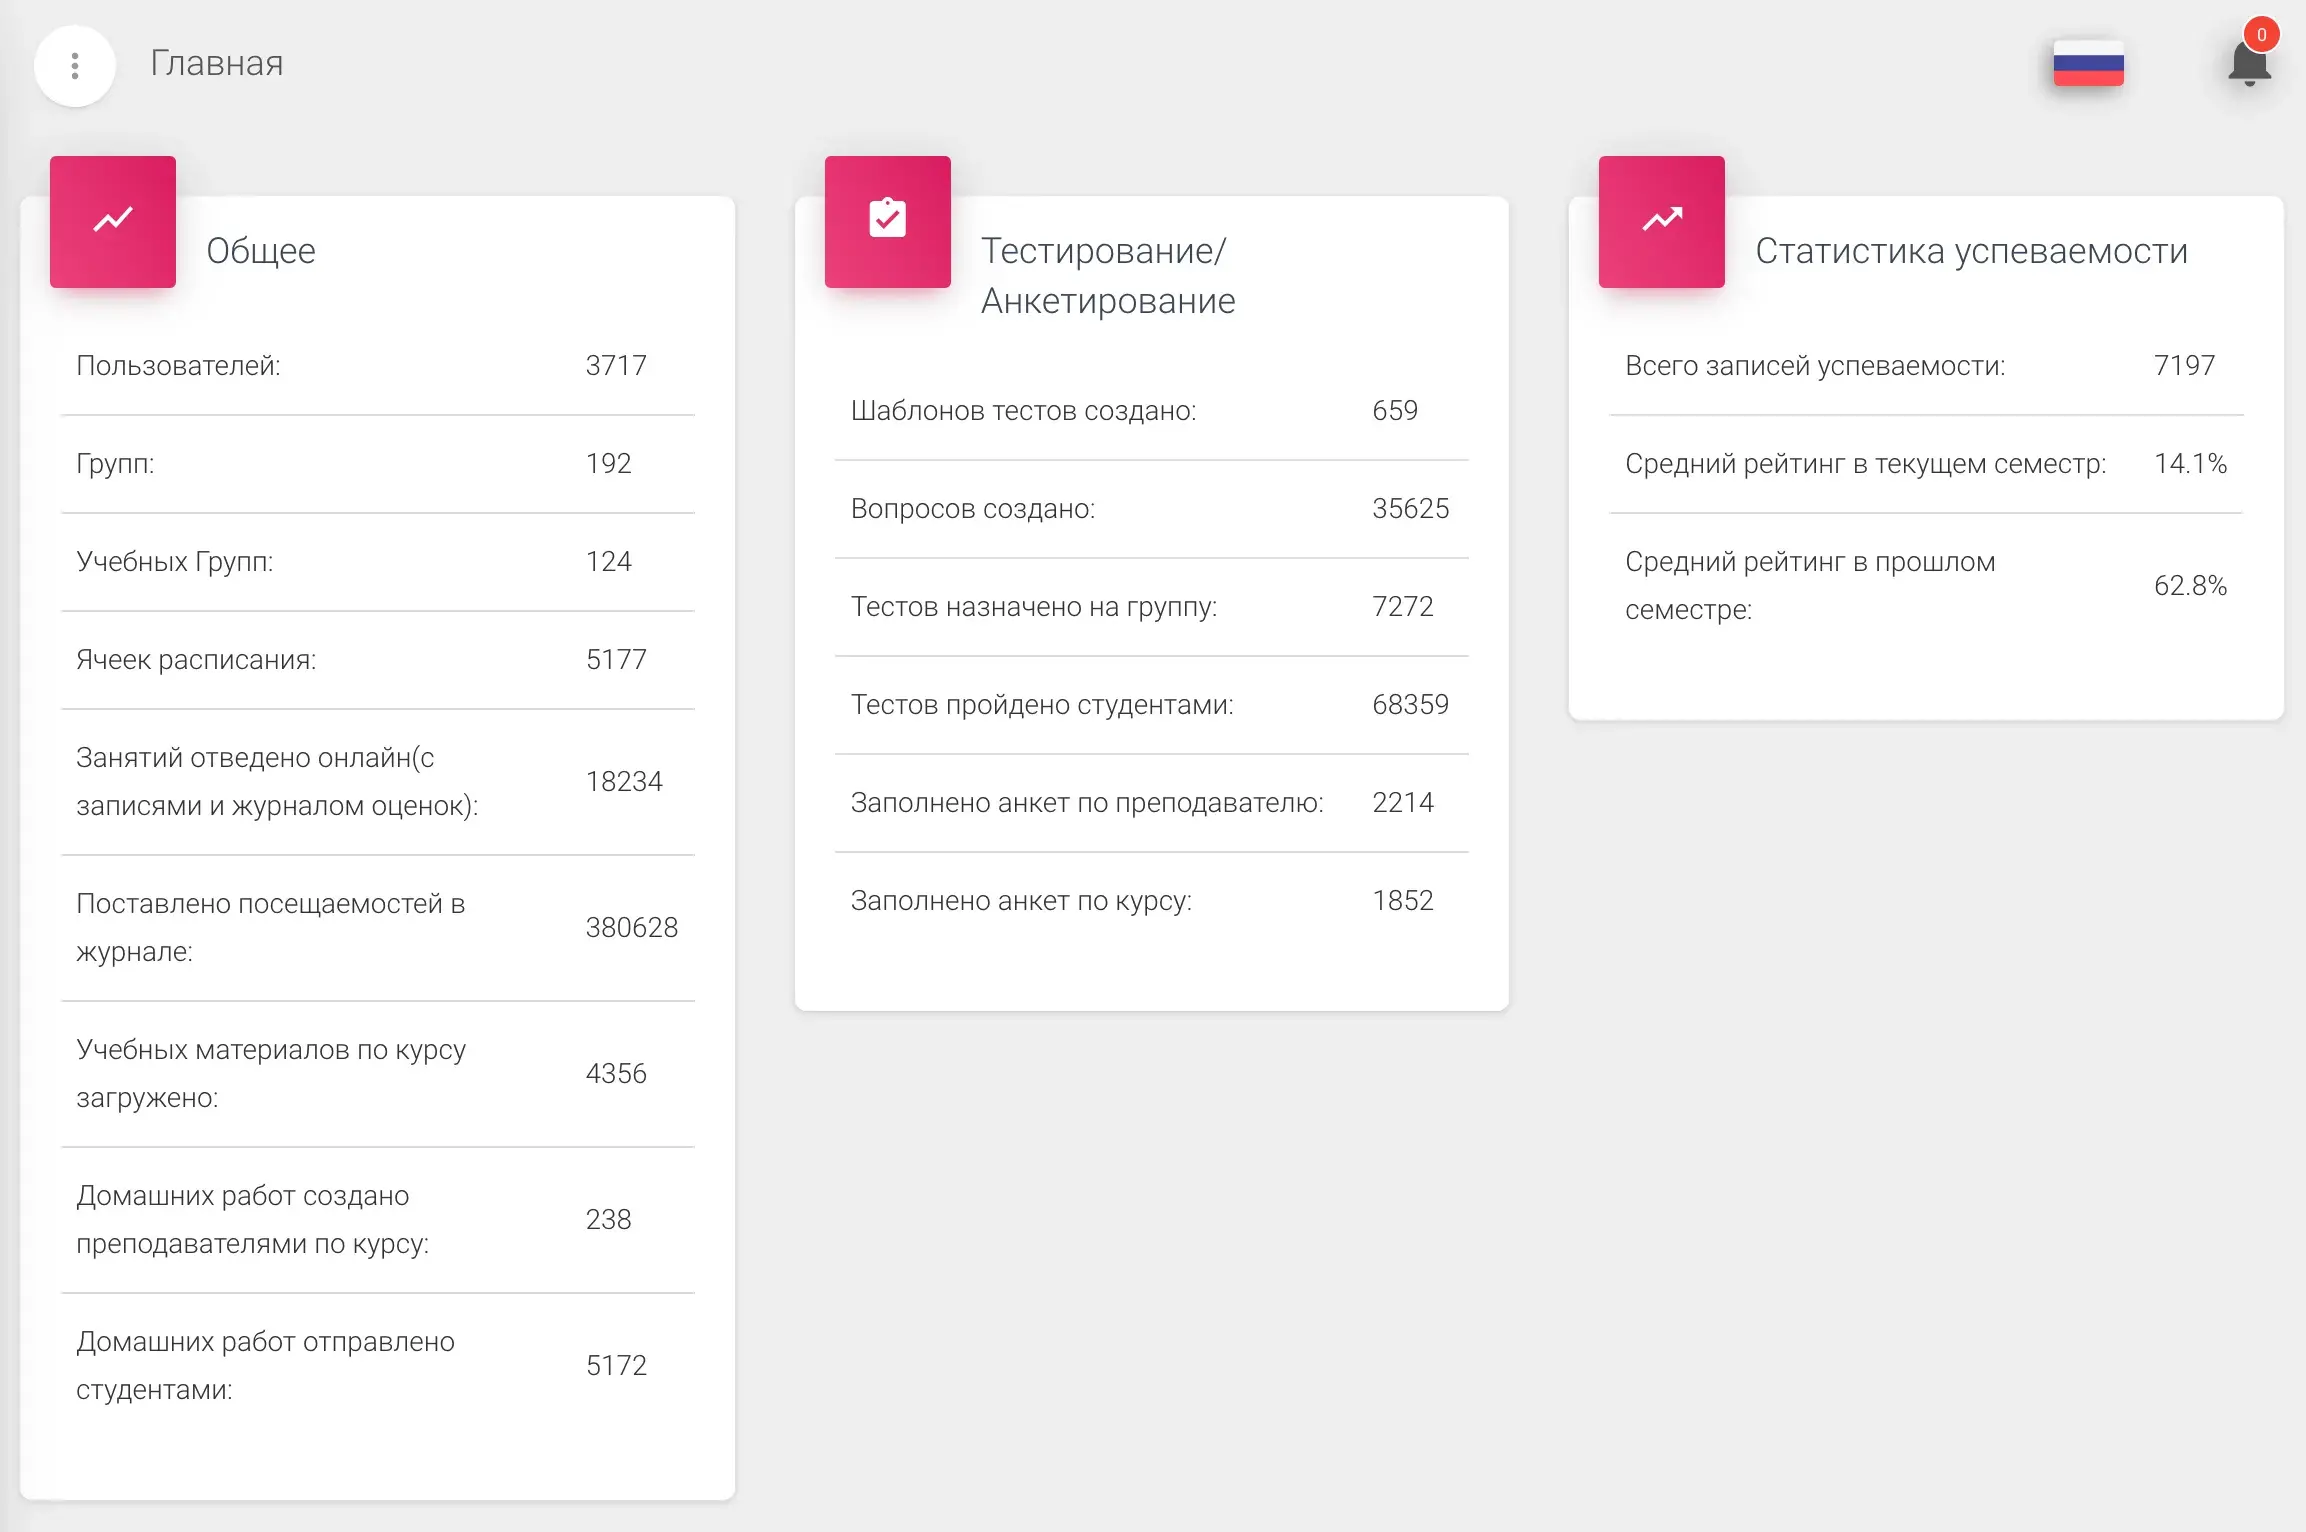 Главная
0
Общее
Пользователей: 3717
Групп: 192
Учебных Групп: 124
Ячеек расписания: 5177
Занятий отведено онлайн(с
записями и журналом оценок): 18234
Поставлено посещаемостей в
журнале: 380628
Учебных материалов по курсу
загружено: 4356
Домашних работ создано
преподавателями по курсу: 238
Домашних работ отправлено
студентами: 5172
Тестирование/
Анкетирование
Шаблонов тестов создано: 659
Вопросов создано: 35625
Тестов назначено на группу: 7272
Тестов пройдено студентами: 68359
Заполнено анкет по преподавателю: 2214
Заполнено анкет по курсу: 1852
Статистика успеваемости
Всего записей успеваемости: 7197
Средний рейтинг в текущем семестр: 14.1%
Средний рейтинг в прошлом
семестре: 62.8%